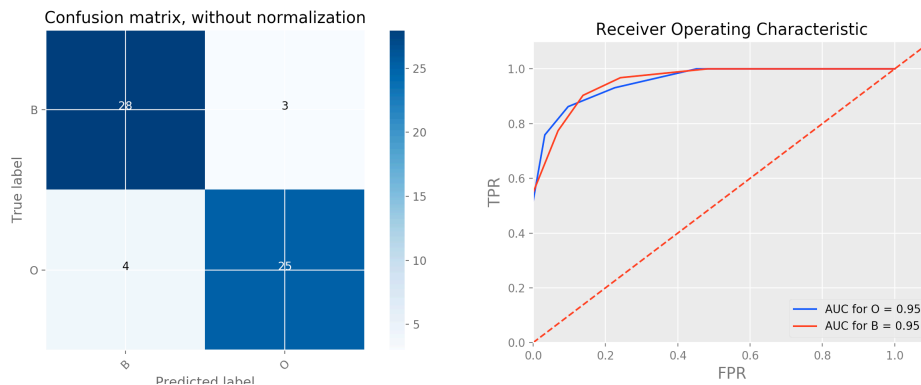 Confusion matrix, without normalization
True label
B
O
28
3
4
25
B
O
Predicted label
25
20
15
10
5
Receiver Operating Characteristic
TPR
1.0
0.8
0.6
0.4
0.2
0.0
0.0
0.2
0.4
0.6
0.8
1.0
FPR
AUC for O = 0.95
AUC for B = 0.95